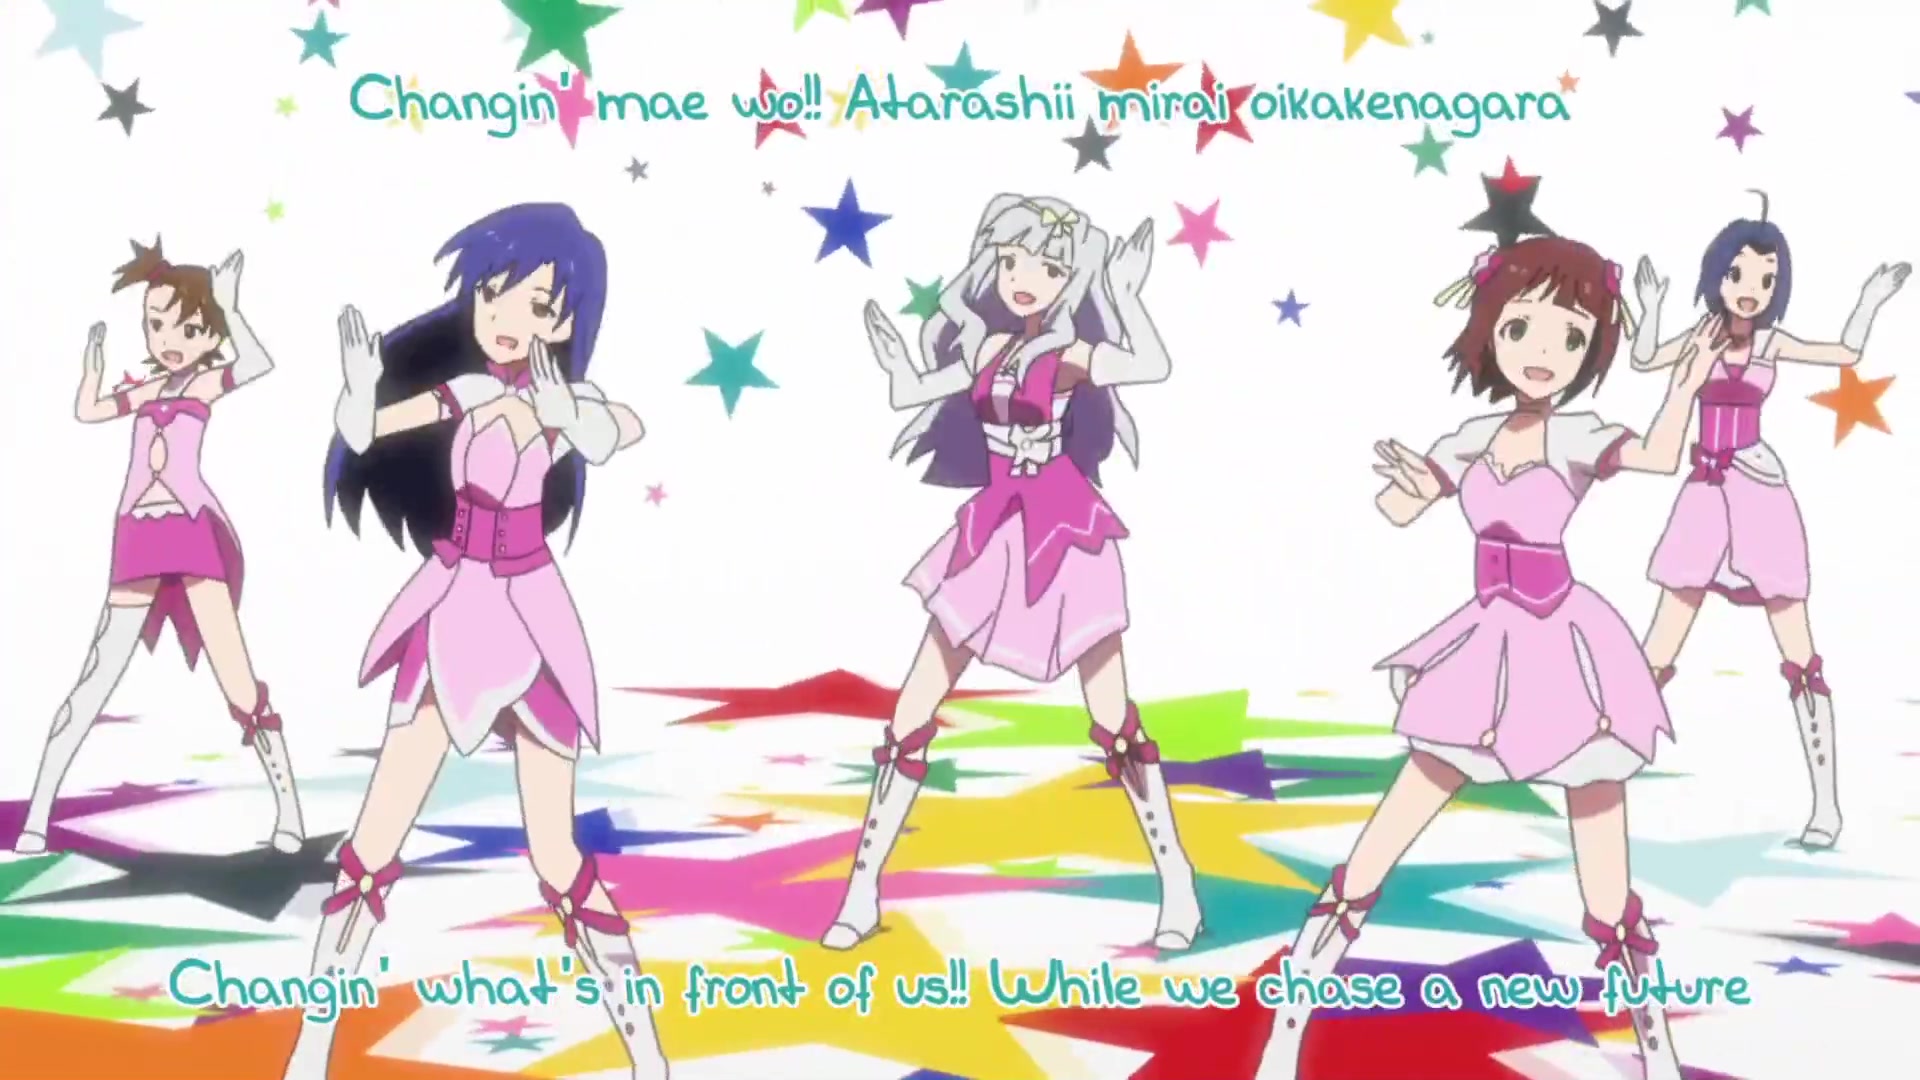 Changin' mae wo!! Atarashii mirai oikakenagara
Changin' what's in front of us!! While we chase a new future